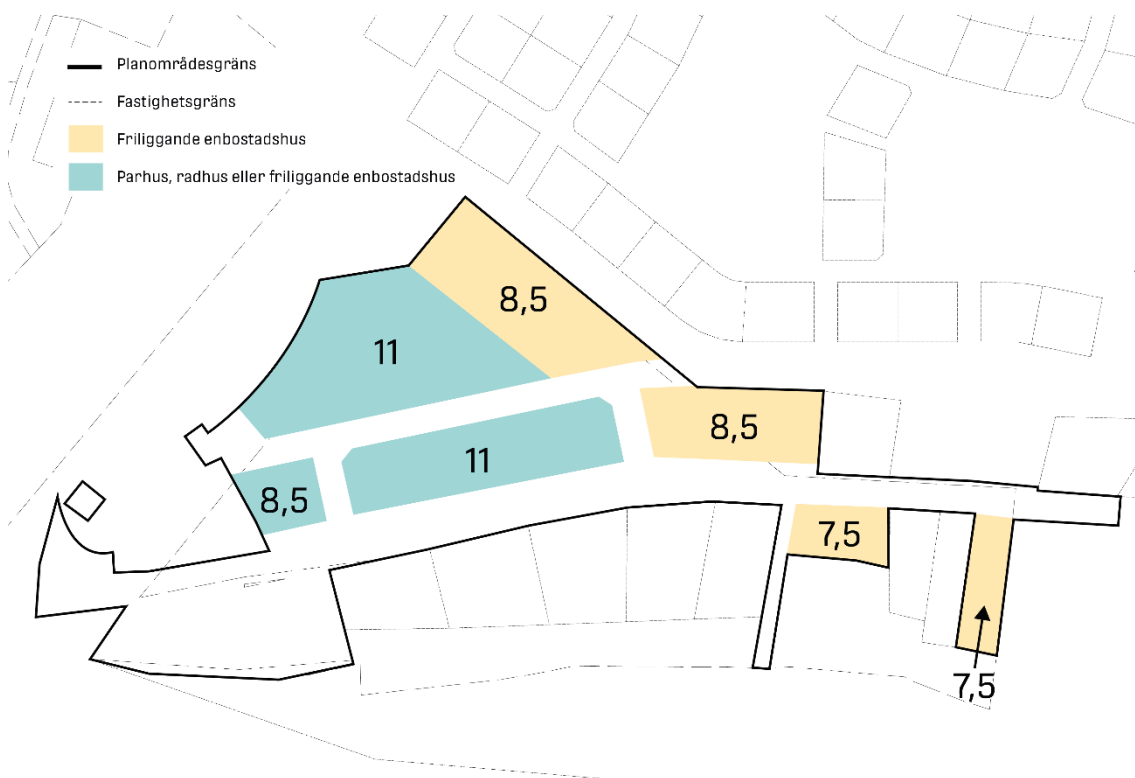 Planområdesgräns
Fastighetsgräns
Friliggande enbostadshus
Parhus, radhus eller friliggande enbostadshus
8,5
11
8,5
11
8,5
7,5
7,5